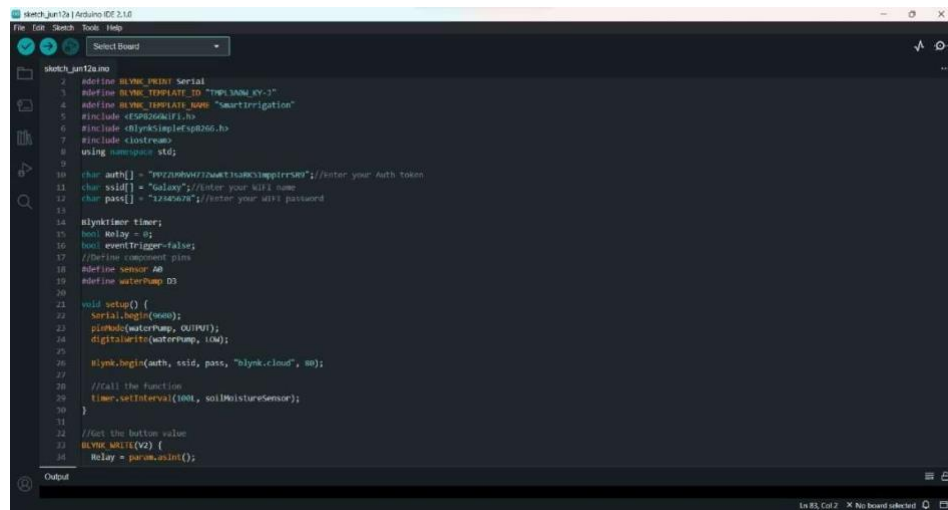 sketch_jun12a | Arduino IDE 2.1.0
File Edit Sketch Tools Help
Select Board
sketch_jun12a.ino
2 #define BLYNK_PRINT Serial
3 #define BLYNK_TEMPLATE_ID
4 #define BLYNK_TEMPLATE_NAME "SmartIrrigation"
5 #include <ESP8266WiFi.h>
6 #include <BlynkSimpleEsp8266.h>
7 #include <iostream>
8 using namespace std;
9
10 char auth[] = //Enter your Auth token
11 char ssid[] = "Galaxy";//Enter your WIFI name
12 char pass[] = "12345678";//Enter your WIFI password
13
14 BlynkTimer timer;
15 bool Relay = 0;
16 bool eventTrigger=false;
17 //Define component pins
18 #define sensor A0
19 #define waterPump D3
20
21 void setup() {
22 Serial.begin(9600);
23 pinMode(waterPump, OUTPUT);
24 digitalWrite(waterPump, LOW);
25
26 Blynk.begin(auth, ssid, pass, "blynk.cloud", 80);
27
28 //Call the function
29 timer.setInterval(100L, soilMoistureSensor);
30 }
31
32 //Get the button value
33 BLYNK_WRITE(V2) {
34 Relay = param.asInt();
Output
Ln 83, Col 2 × No board selected